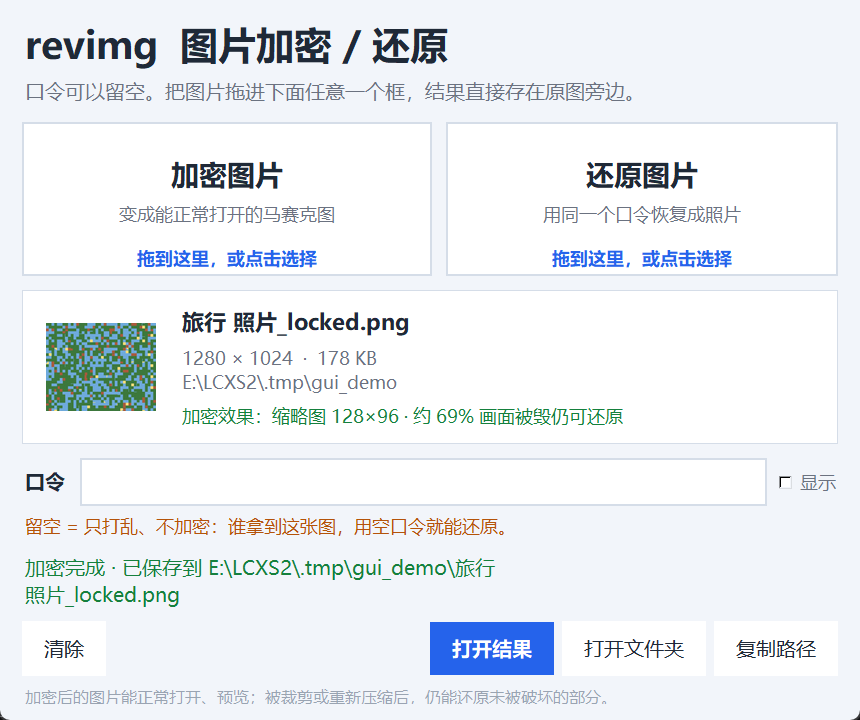 revimg 图片加密 / 还原
口令可以留空。把图片拖进下面任意一个框，结果直接存在原图旁边。
加密图片
变成能正常打开的马赛克图
拖到这里，或点击选择
还原图片
用同一个口令恢复成照片
拖到这里，或点击选择
旅行 照片_locked.png
1280 × 1024 · 178 KB
E:\LCXS2\.tmp\gui_demo
加密效果：缩略图 128×96 · 约 69% 画面被毁仍可还原
口令
显示
留空 = 只打乱、不加密：谁拿到这张图，用空口令就能还原。
加密完成 · 已保存到 E:\LCXS2\.tmp\gui_demo\旅行
照片_locked.png
清除
打开结果
打开文件夹
复制路径
加密后的图片能正常打开、预览；被裁剪或重新压缩后，仍能还原未被破坏的部分。